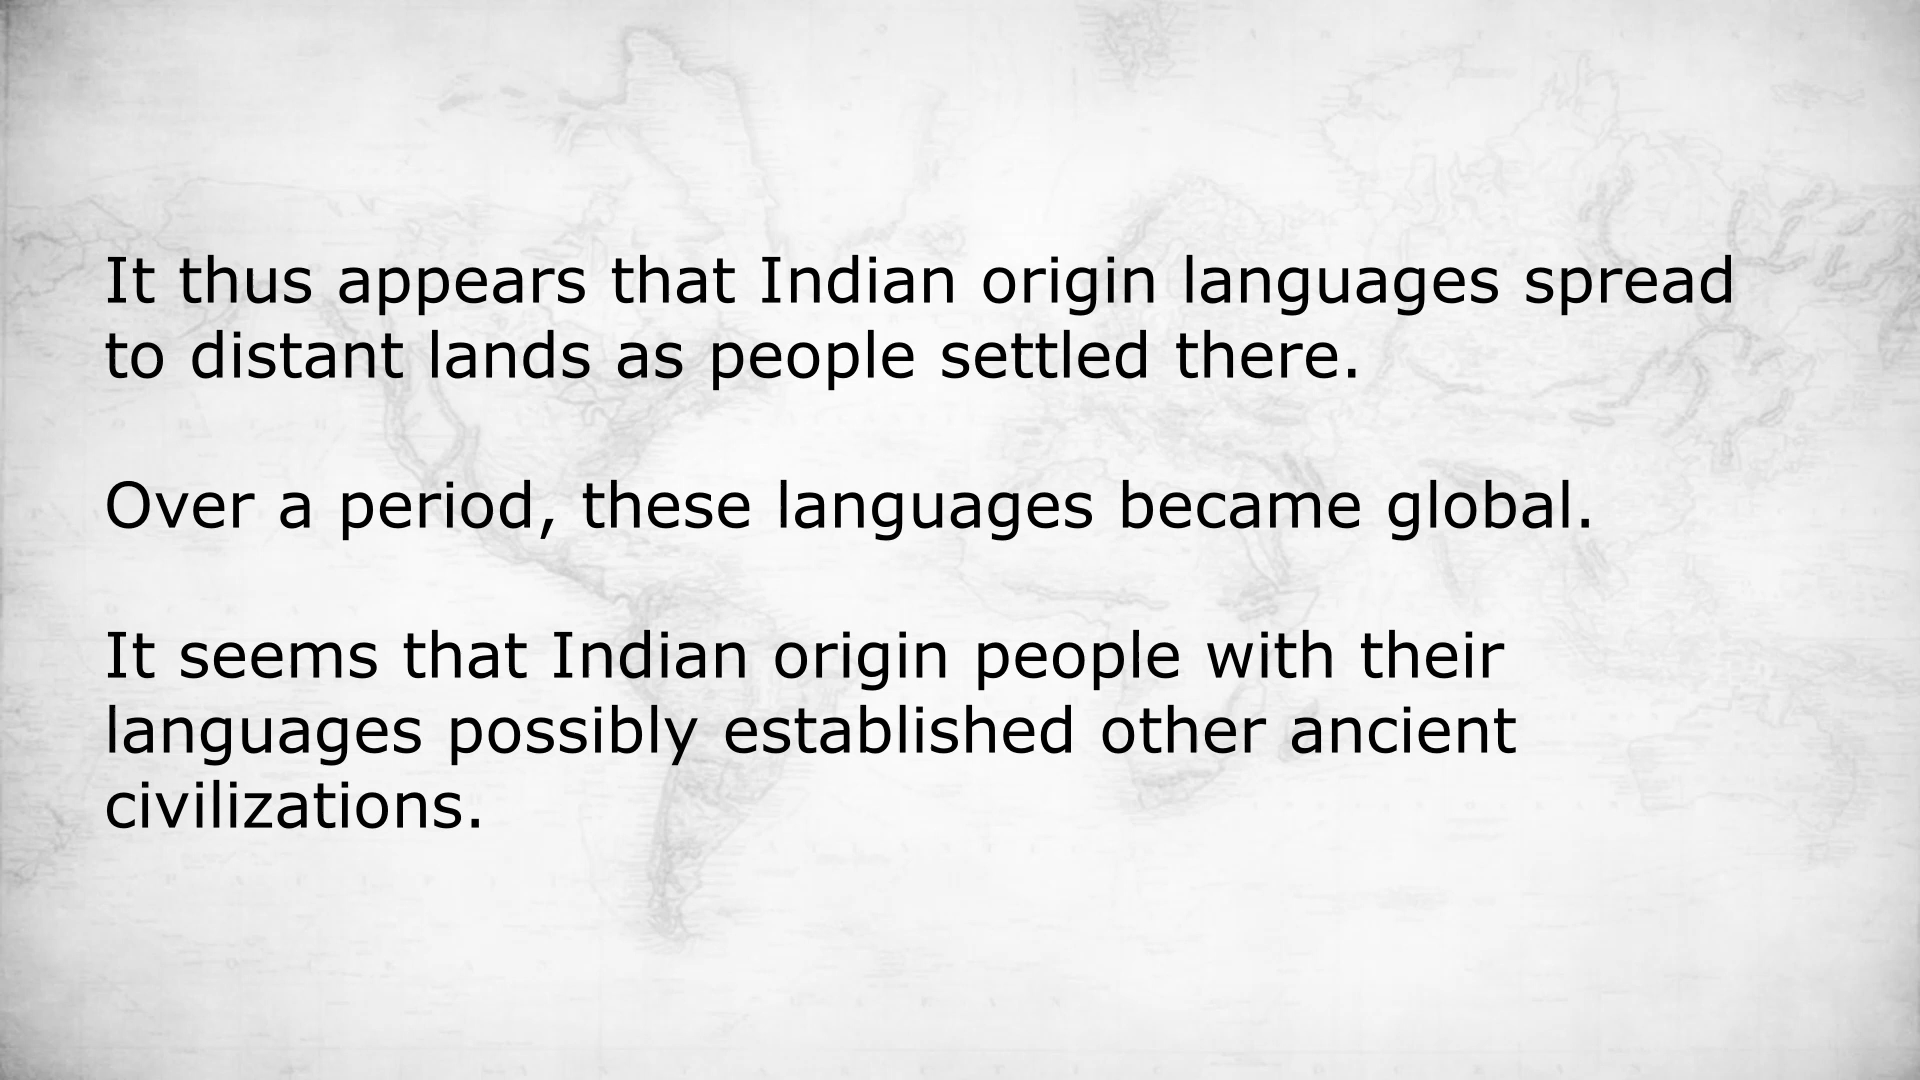 It thus appears that Indian origin languages spread
to distant lands as people settled there.
Over a period, these languages became global.
It seems that Indian origin people with their
languages possibly established other ancient
civilizations.